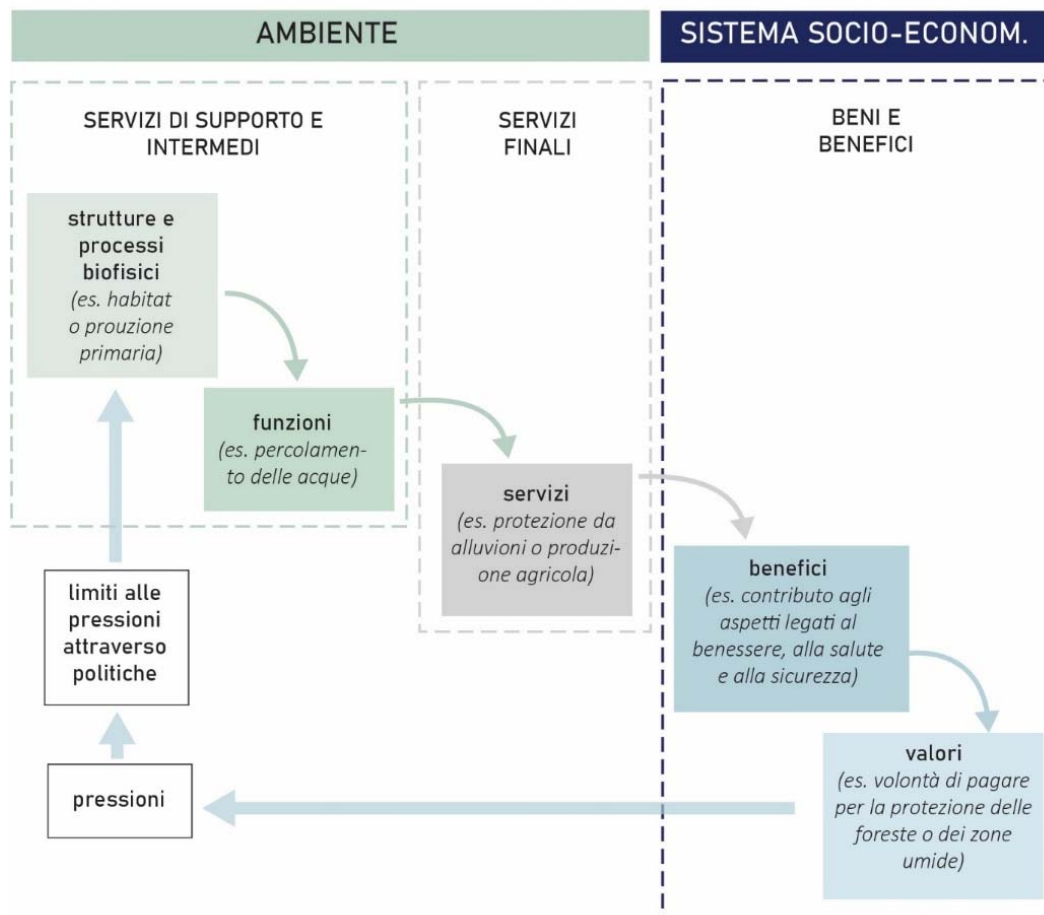 AMBIENTE
SISTEMA SOCIO-ECONOM.
SERVIZI DI SUPPORTO E
INTERMEDI
SERVIZI
FINALI
BENI E
BENEFICI
strutture e
processi
biofisici
(es. habitat
o prouzione
primaria)
funzioni
(es. percolamen-
to delle acque)
servizi
(es. protezione da
alluvioni o produzi-
one agricola)
benefici
(es. contributo agli
aspetti legati al
benessere, alla salute
e alla sicurezza)
valori
(es. volontà di pagare
per la protezione delle
foreste o dei zone
umide)
limiti alle
pressioni
attraverso
politiche
pressioni